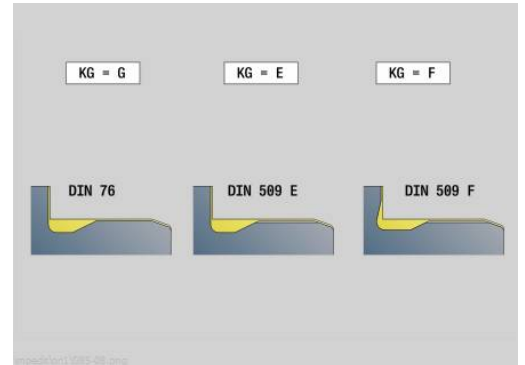 KG = G
KG = E
KG = F
DIN 76
DIN 509 E
DIN 509 F